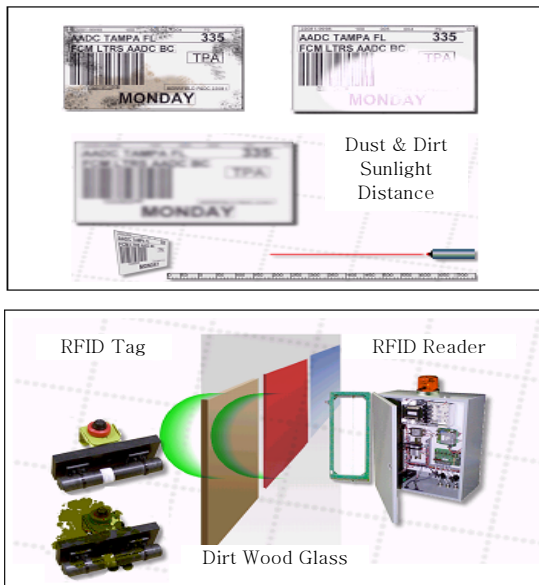 AADC TAMPA FL 335
FCM LTRS AADC BC
TPA
MONDAY
AADC TAMPA FL 335
FCM LTRS AADC BC
TPA
MONDAY
AADC TAMPA FL 335
FCM LTRS AADC BC
TPA
MONDAY
Dust & Dirt
Sunlight
Distance
RFID Tag
RFID Reader
Dirt Wood Glass